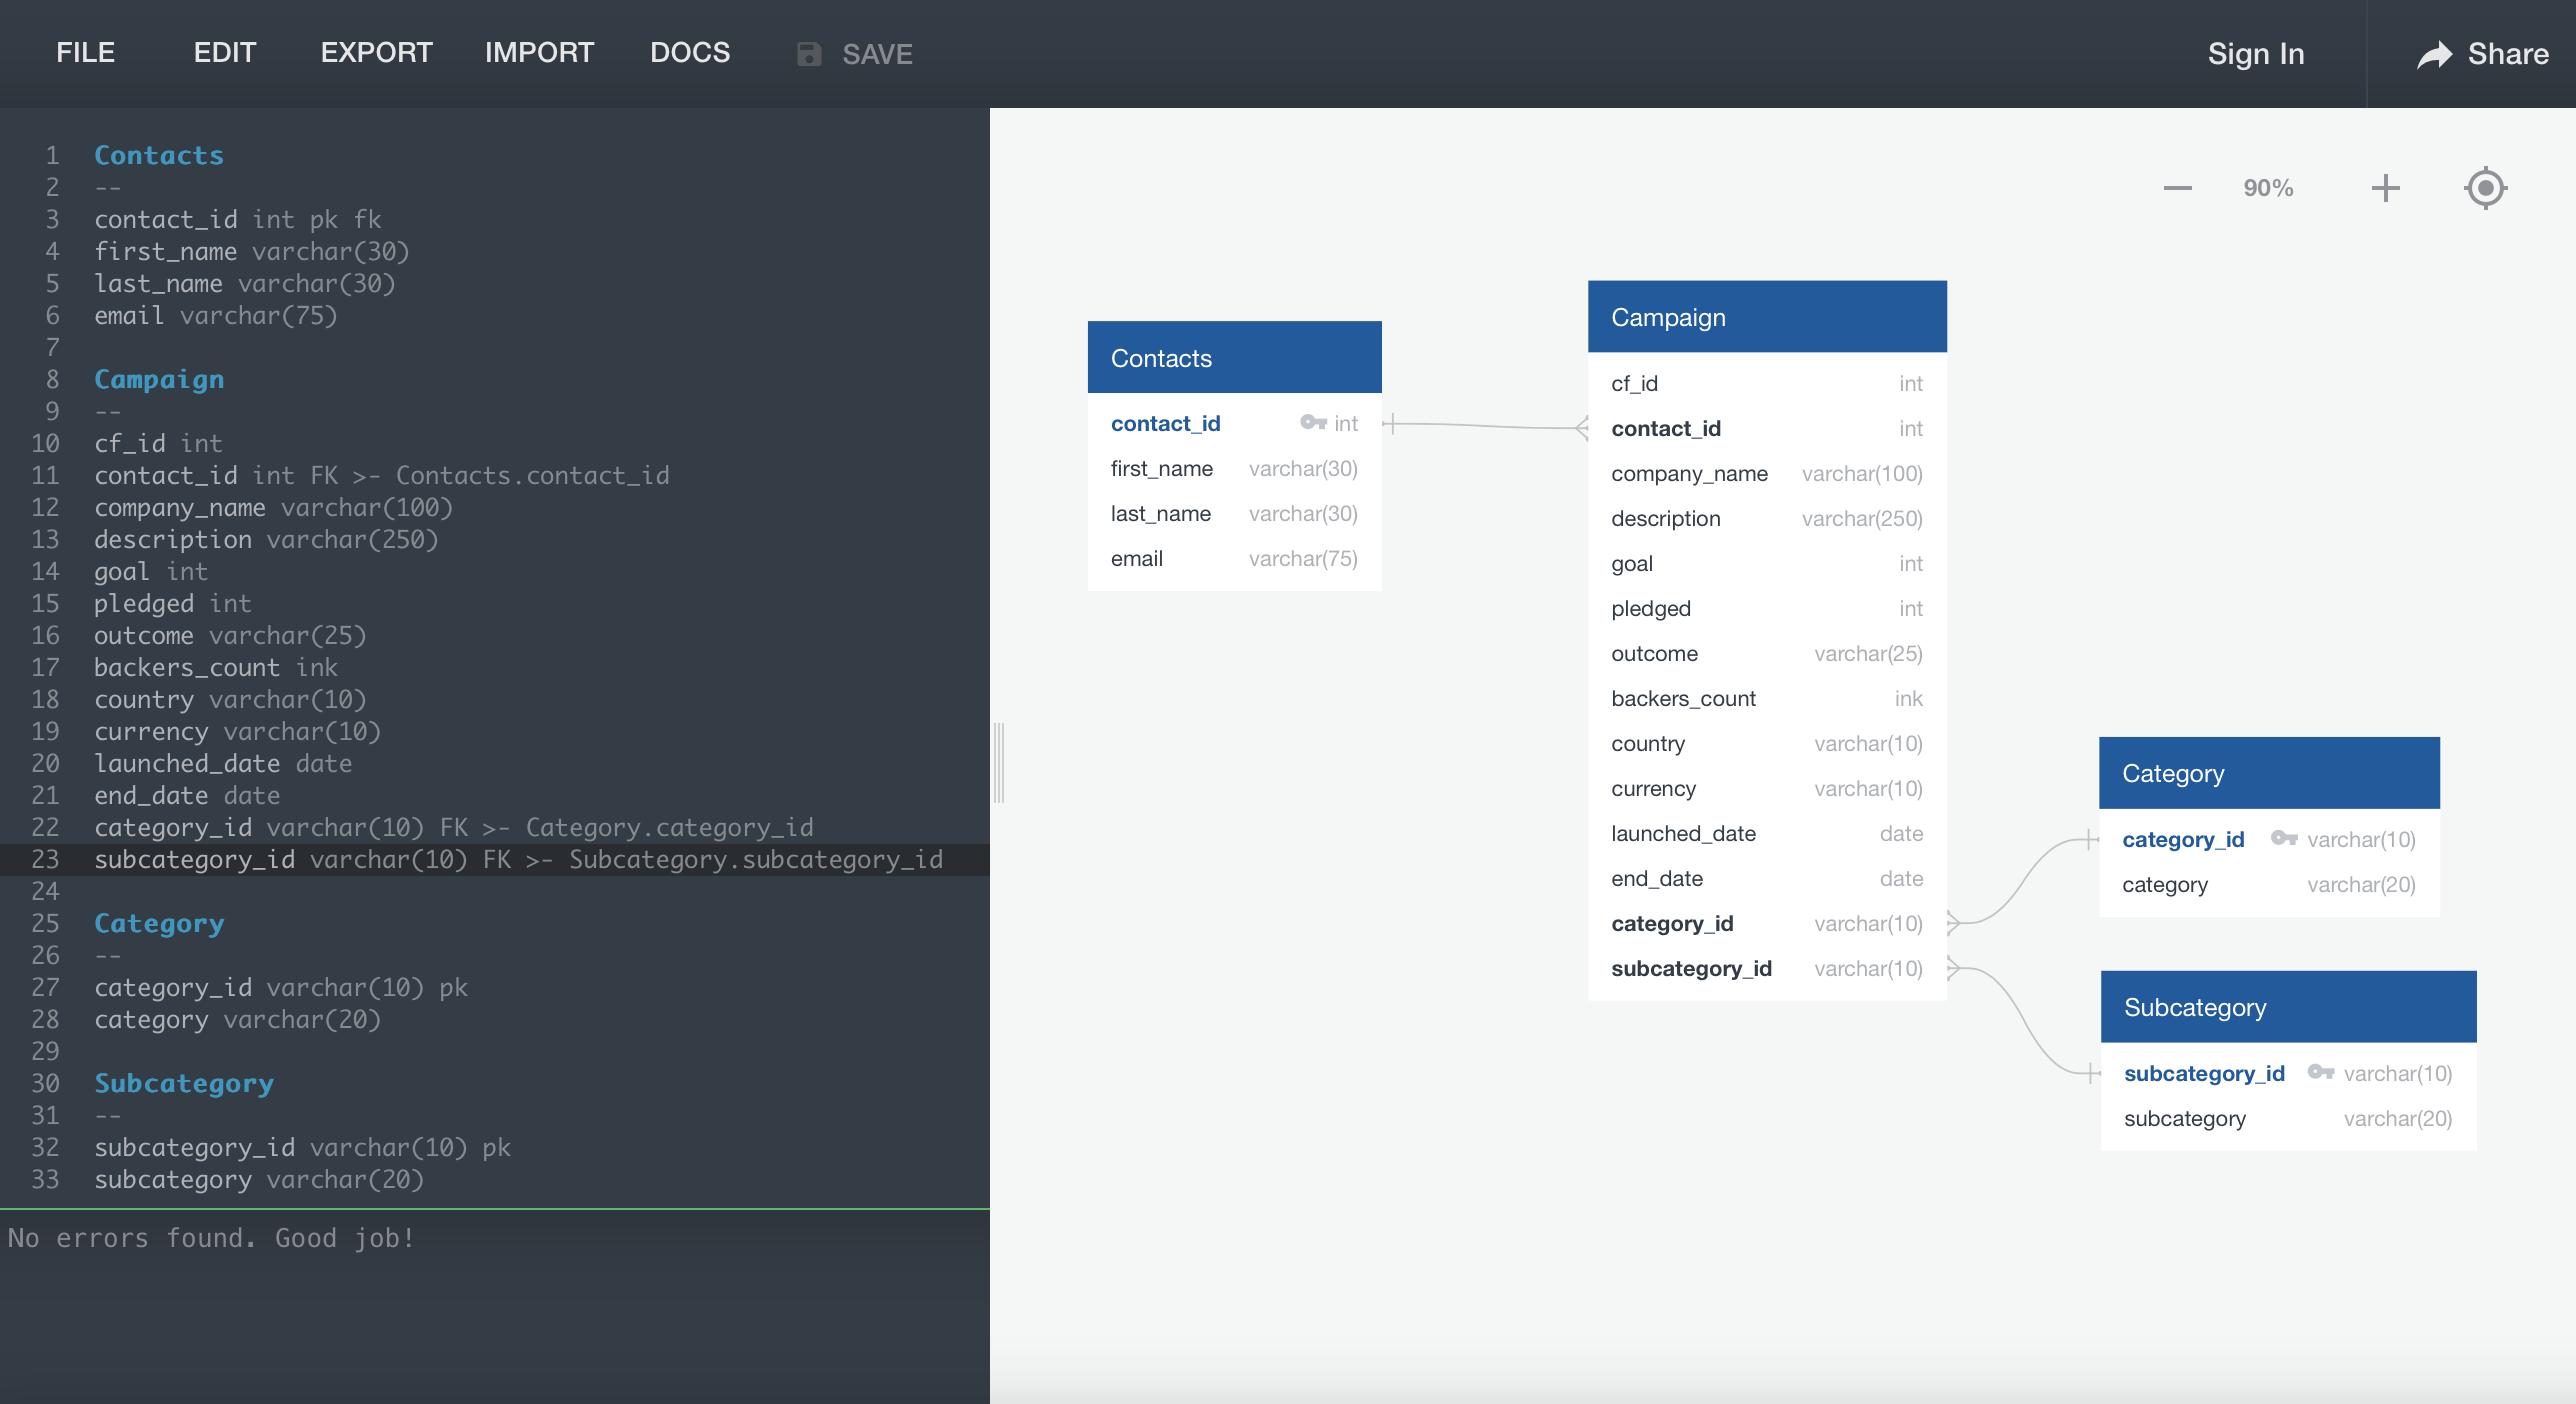 FILE EDIT EXPORT IMPORT DOCS SAVE Sign In Share
1 Contacts
2 --
3 contact_id int pk fk
4 first_name varchar(30)
5 last_name varchar(30)
6 email varchar(75)
7
8 Campaign
9 --
10 cf_id int
11 contact_id int FK >- Contacts.contact_id
12 company_name varchar(100)
13 description varchar(250)
14 goal int
15 pledged int
16 outcome varchar(25)
17 backers_count ink
18 country varchar(10)
19 currency varchar(10)
20 launched_date date
21 end_date date
22 category_id varchar(10) FK >- Category.category_id
23 subcategory_id varchar(10) FK >- Subcategory.subcategory_id
24
25 Category
26 --
27 category_id varchar(10) pk
28 category varchar(20)
29
30 Subcategory
31 --
32 subcategory_id varchar(10) pk
33 subcategory varchar(20)
No errors found. Good job!
90%
Contacts
contact_id int
first_name varchar(30)
last_name varchar(30)
email varchar(75)
Campaign
cf_id int
contact_id int
company_name varchar(100)
description varchar(250)
goal int
pledged int
outcome varchar(25)
backers_count ink
country varchar(10)
currency varchar(10)
launched_date date
end_date date
category_id varchar(10)
subcategory_id varchar(10)
Category
category_id varchar(10)
category varchar(20)
Subcategory
subcategory_id varchar(10)
subcategory varchar(20)